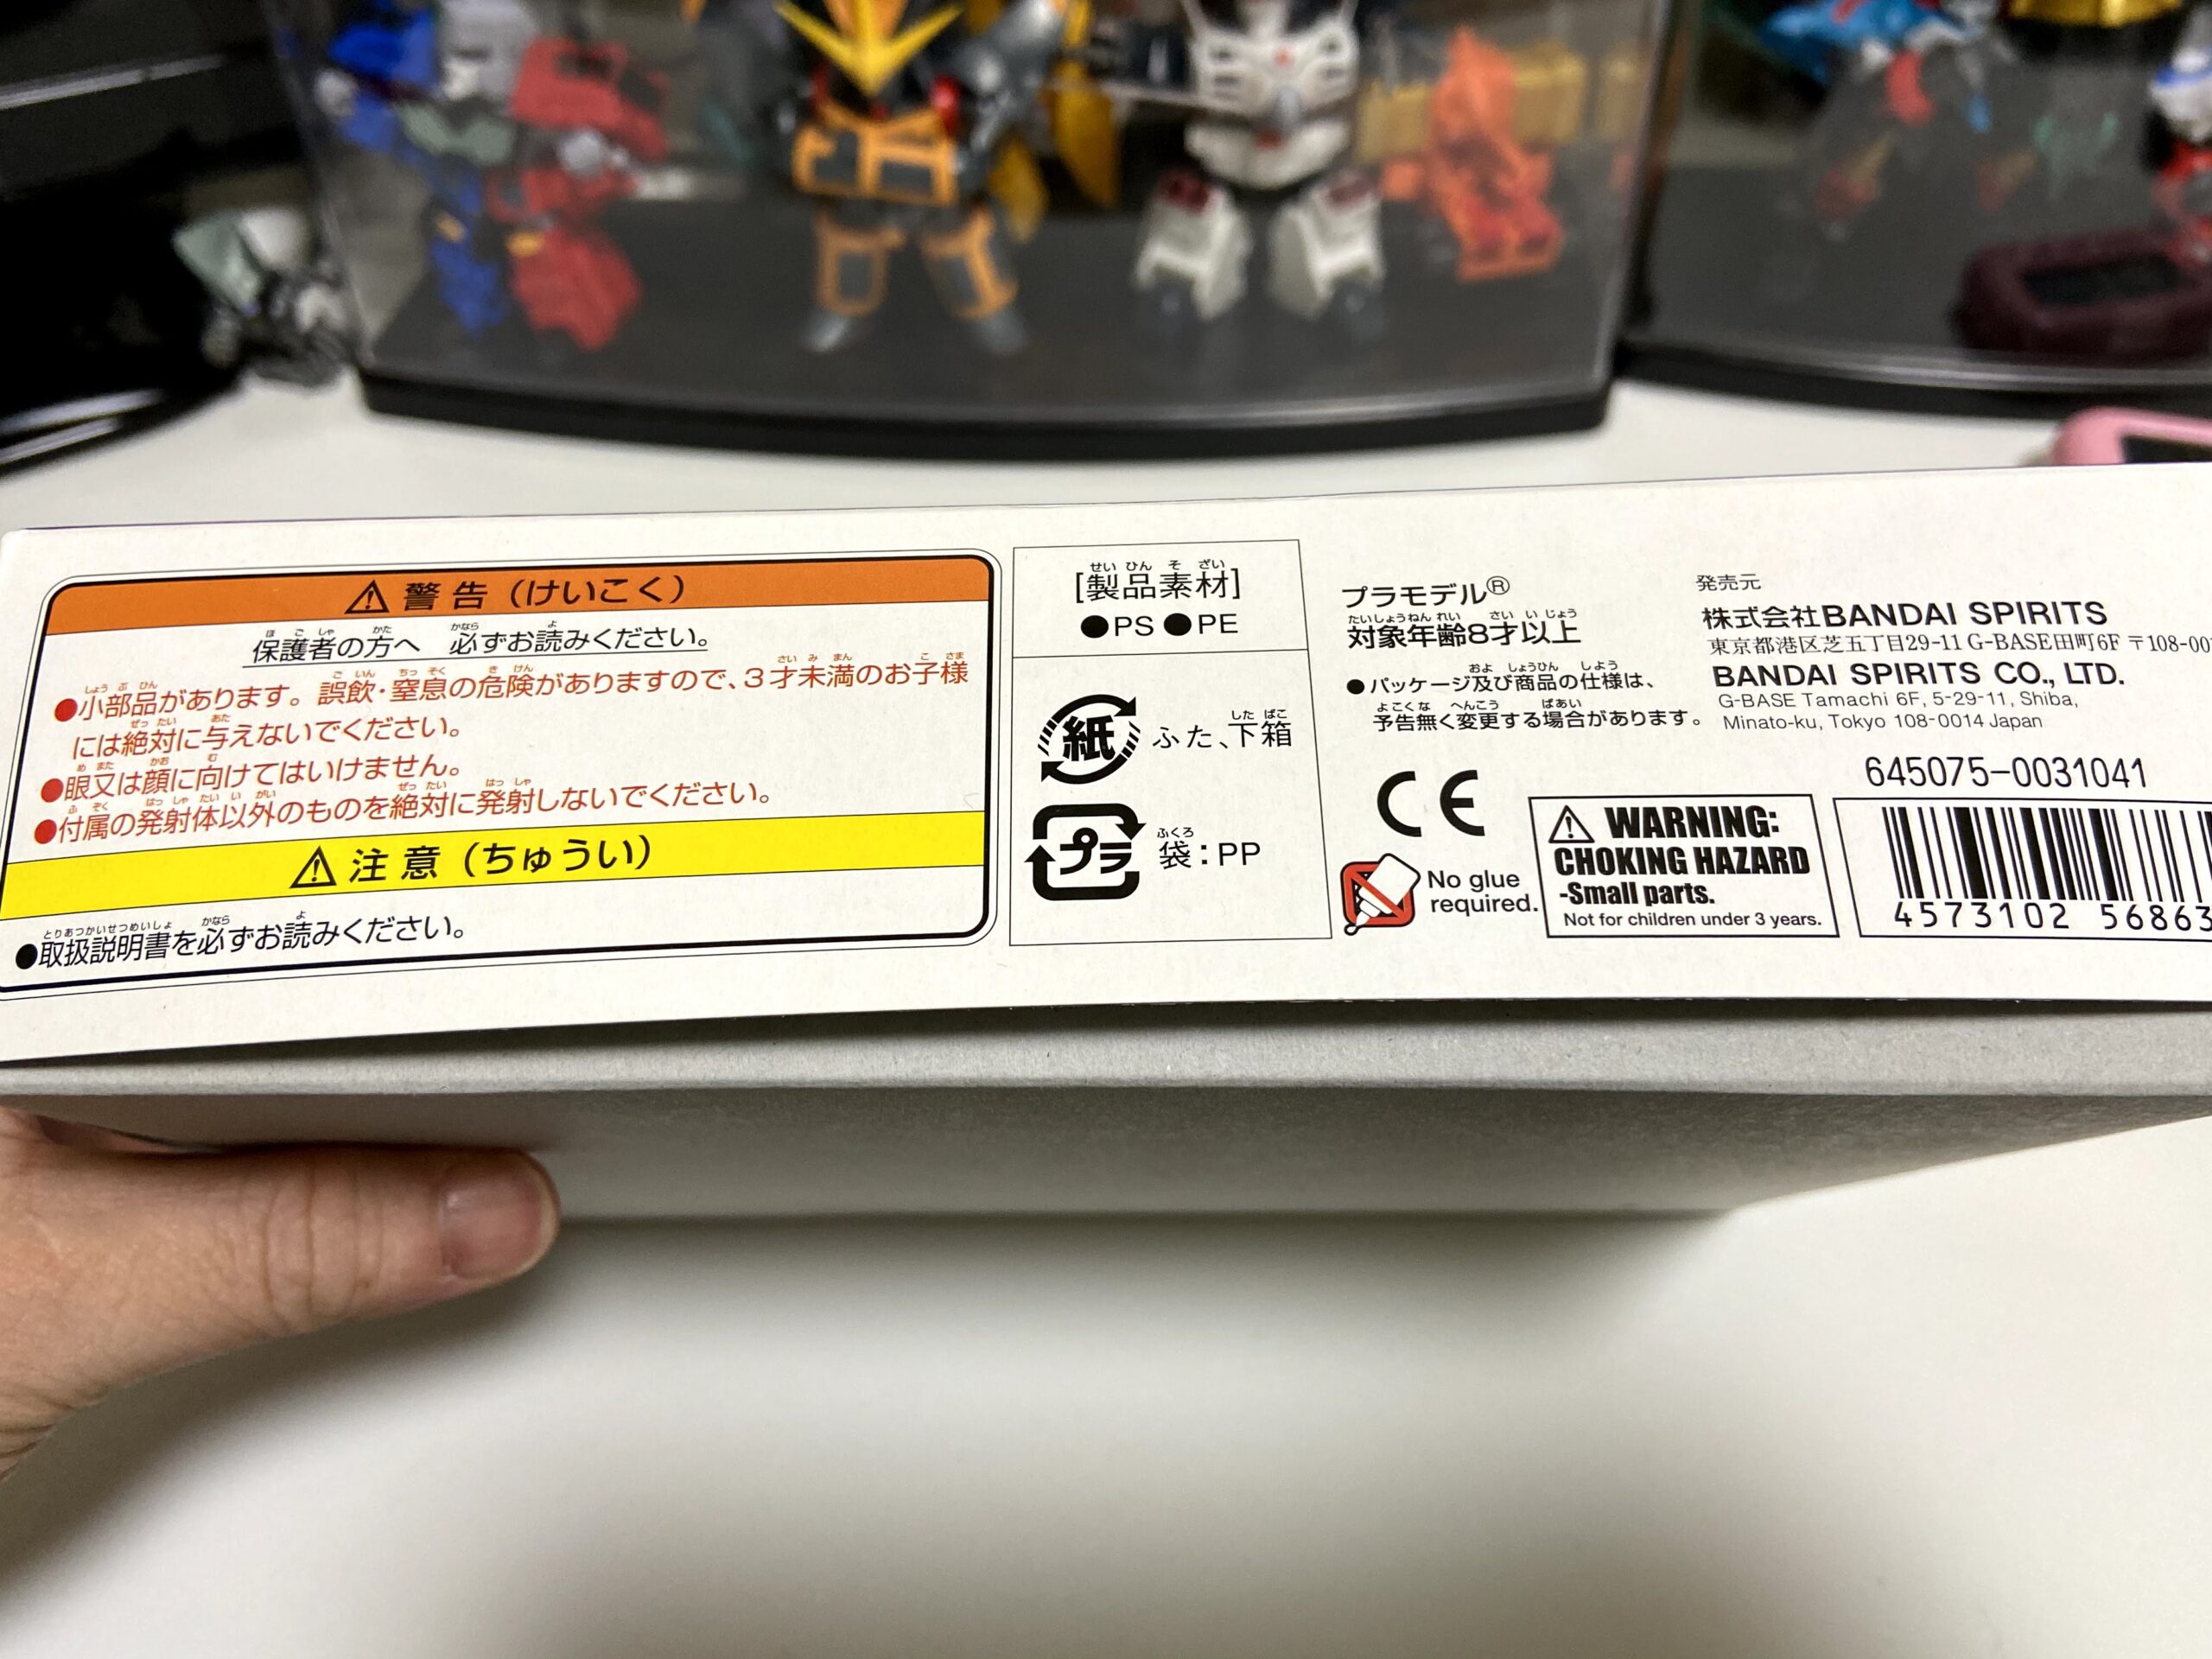 警告（けいこく）
保護者の方へ 必ずお読みください。
●小部品があります。誤飲・窒息の危険がありますので、3才未満のお子様
には絶対に与えないでください。
●眼又は顔に向けてはいけません。
●付属の発射体以外のものを絶対に発射しないでください。
注意（ちゅうい）
●取扱説明書を必ずお読みください。
[製品素材]
●PS ●PE
紙 ふた、下箱
プラ 袋：PP
プラモデル®
対象年齢8才以上
●パッケージ及び商品の仕様は、
予告無く変更する場合があります。
CE
No glue
required.
WARNING:
CHOKING HAZARD
-Small parts.
Not for children under 3 years.
発売元
株式会社BANDAI SPIRITS
東京都港区芝五丁目29-11 G-BASE田町6F 〒108-00
BANDAI SPIRITS CO., LTD.
G-BASE Tamachi 6F, 5-29-11, Shiba,
Minato-ku, Tokyo 108-0014 Japan
645075-0031041
4573102 56863